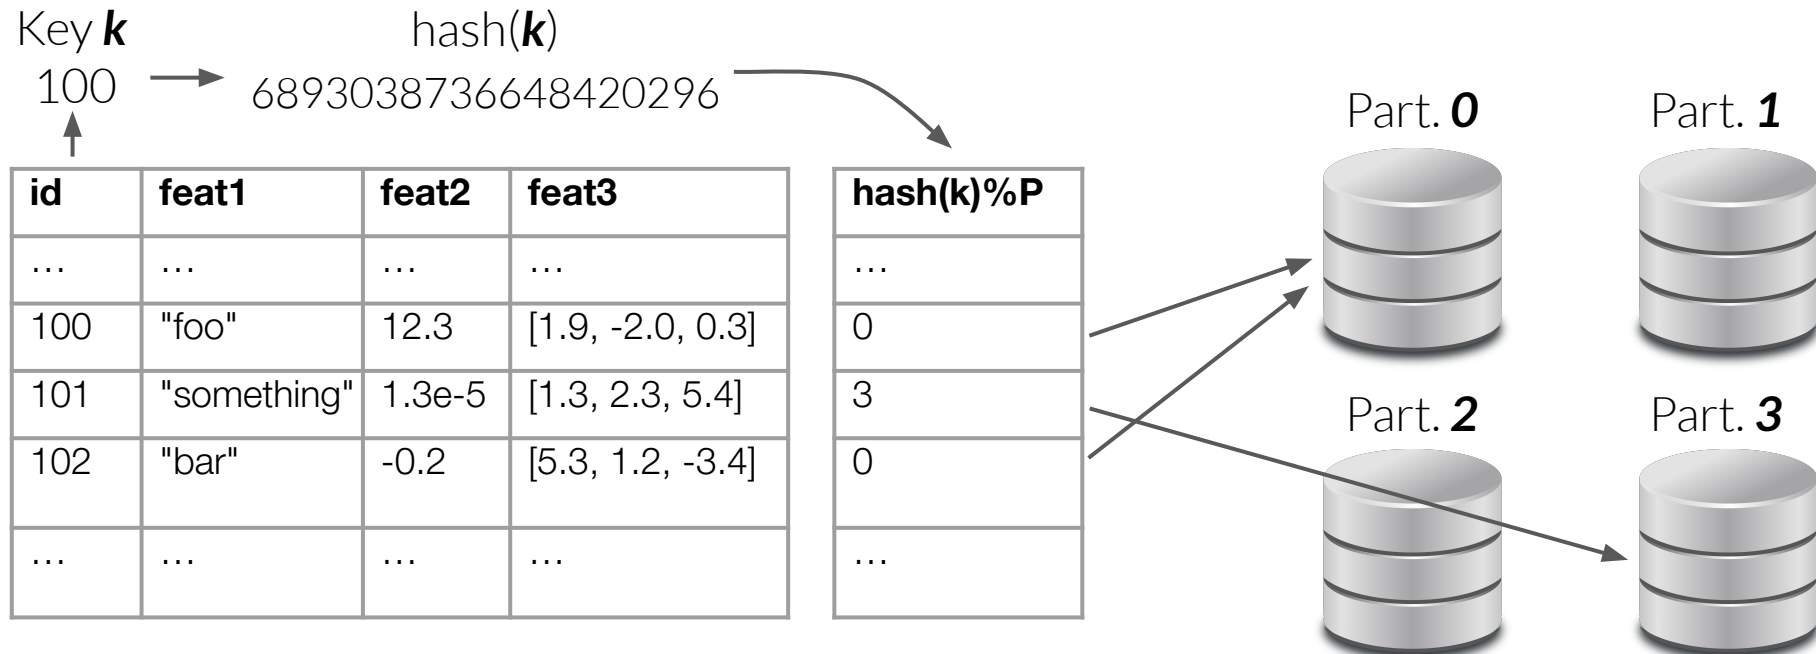 Key k
hash(k)
100
6893038736648420296
Part. 0
Part. 1
id feat1 feat2 feat3 hash(k)%P
… … … … …
100 "foo" 12.3 [1.9, -2.0, 0.3] 0
101 "something" 1.3e-5 [1.3, 2.3, 5.4] 3
102 "bar" -0.2 [5.3, 1.2, -3.4] 0
… … … … …
Part. 2
Part. 3